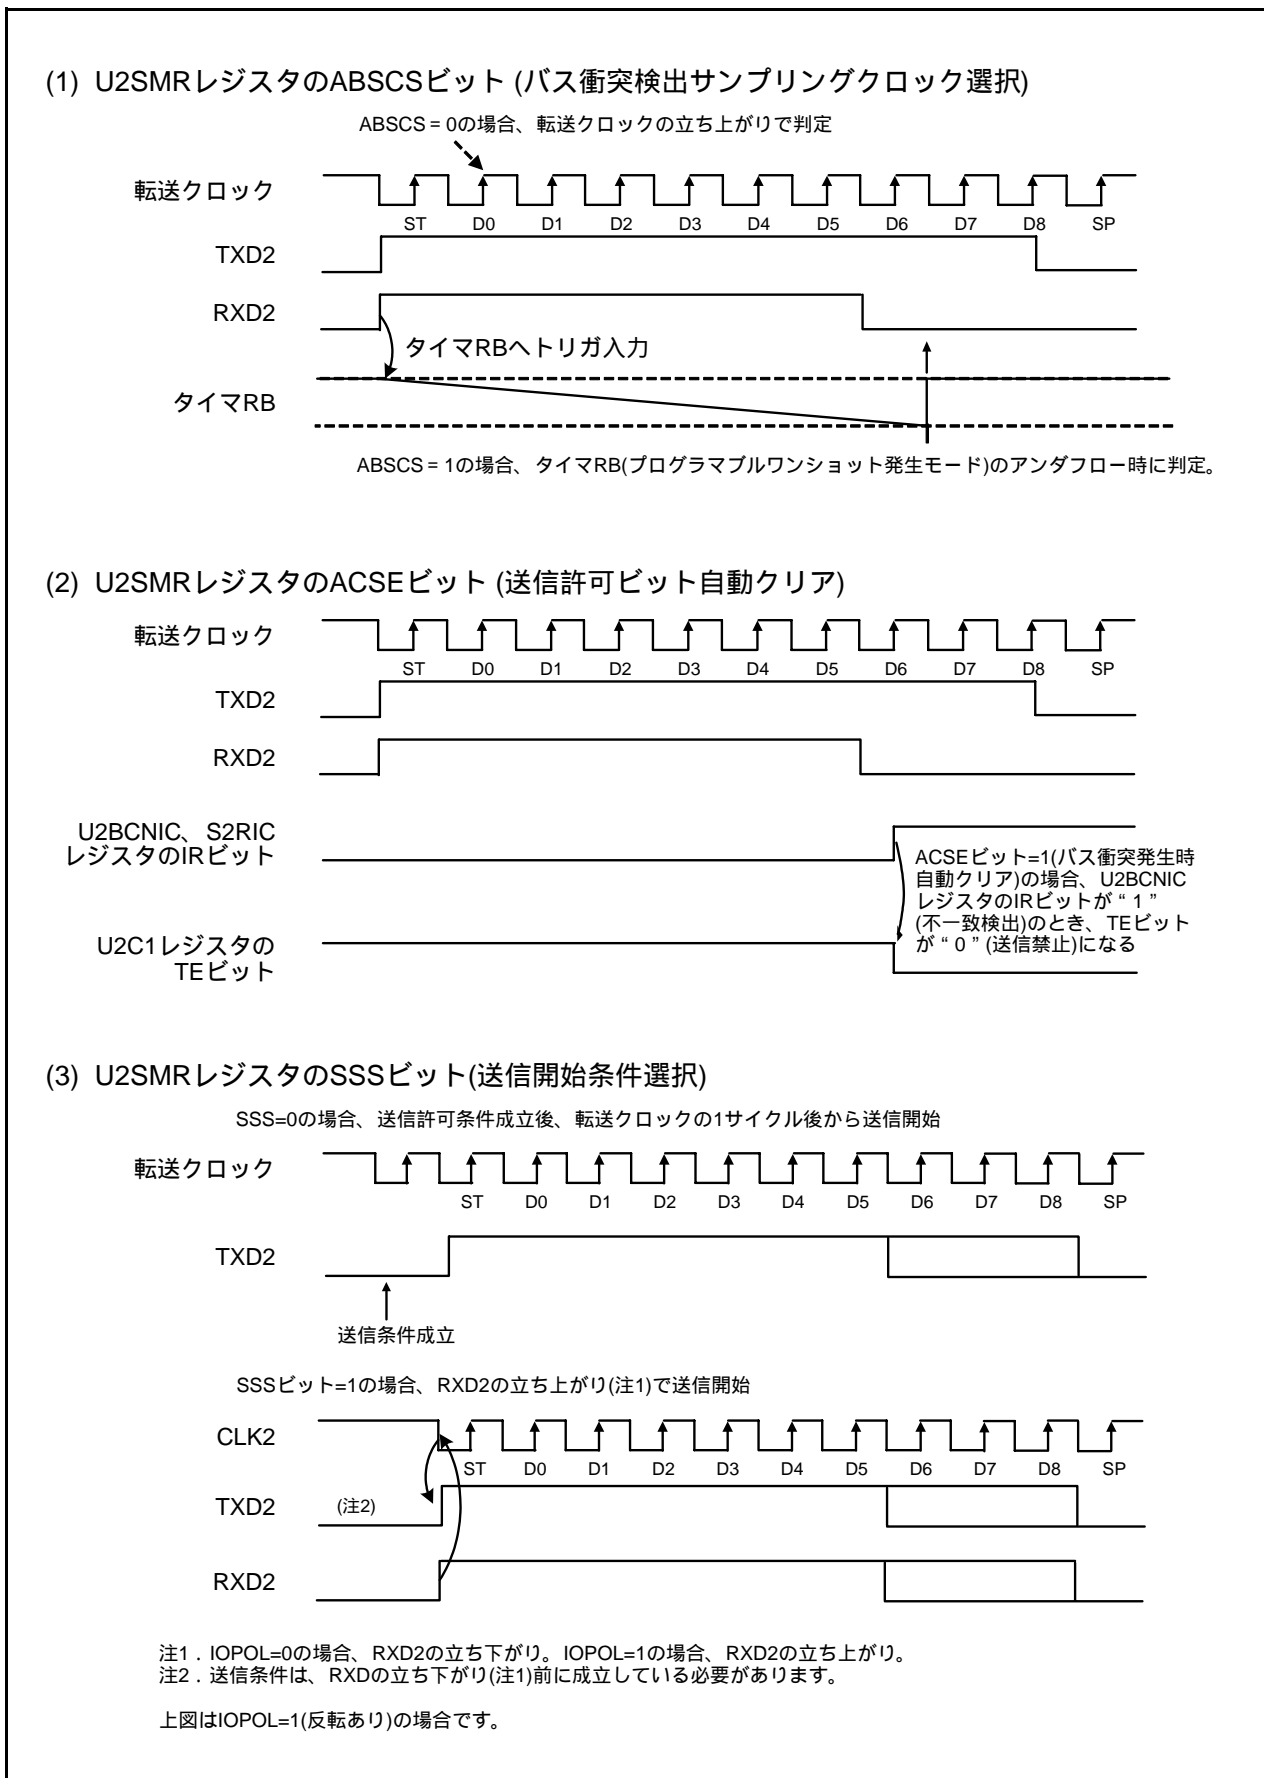 (1) U2SMRレジスタのABSCSビット (バス衝突検出サンプリングクロック選択)
ABSCS = 0の場合、転送クロックの立ち上がりで判定
転送クロック
ST D0 D1 D2 D3 D4 D5 D6 D7 D8 SP
TXD2
RXD2
タイマRBへトリガ入力
タイマRB
ABSCS = 1の場合、タイマRB(プログラマブルワンショット発生モード)のアンダフロー時に判定。
(2) U2SMRレジスタのACSEビット (送信許可ビット自動クリア)
転送クロック
ST D0 D1 D2 D3 D4 D5 D6 D7 D8 SP
TXD2
RXD2
U2BCNIC、S2RIC
レジスタのIRビット
ACSEビット=1(バス衝突発生時
自動クリア)の場合、U2BCNIC
レジスタのIRビットが“ 1 ”
(不一致検出)のとき、TEビット
が“ 0 ” (送信禁止)になる
U2C1レジスタの
TEビット
(3) U2SMRレジスタのSSSビット(送信開始条件選択)
SSS=0の場合、送信許可条件成立後、転送クロックの1サイクル後から送信開始
転送クロック
ST D0 D1 D2 D3 D4 D5 D6 D7 D8 SP
TXD2
送信条件成立
SSSビット=1の場合、RXD2の立ち上がり(注1)で送信開始
CLK2
ST D0 D1 D2 D3 D4 D5 D6 D7 D8 SP
TXD2 (注2)
RXD2
注1．IOPOL=0の場合、RXD2の立ち下がり。IOPOL=1の場合、RXD2の立ち上がり。
注2．送信条件は、RXDの立ち下がり(注1)前に成立している必要があります。
上図はIOPOL=1(反転あり)の場合です。